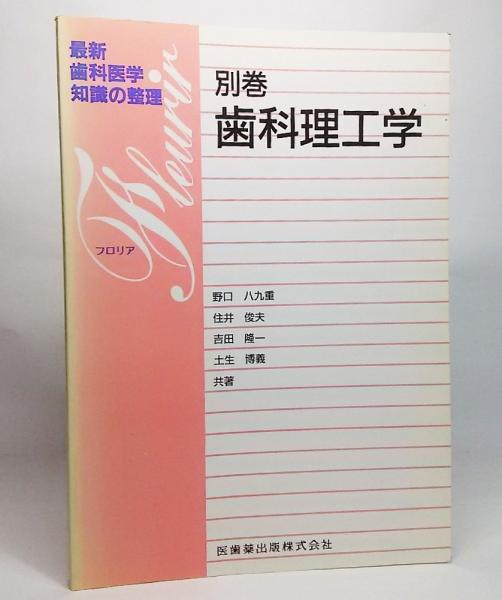 最新
歯科医学
知識の整理
Fleurir
フロリア
別巻
歯科理工学
野口 八九重
住井 俊夫
吉田 隆一
土生 博義
共著
医歯薬出版株式会社